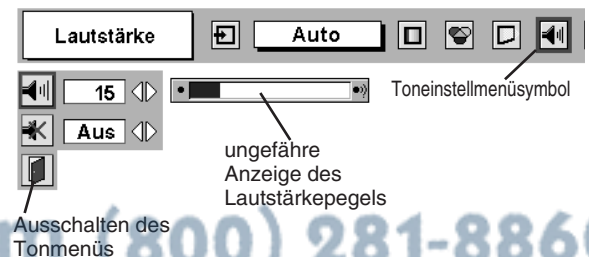 Lautstärke
Auto
Toneinstellmenüsymbol
15
Aus
ungefähre
Anzeige des
Lautstärkepegels
Ausschalten des
Tonmenüs
(800) 281-886